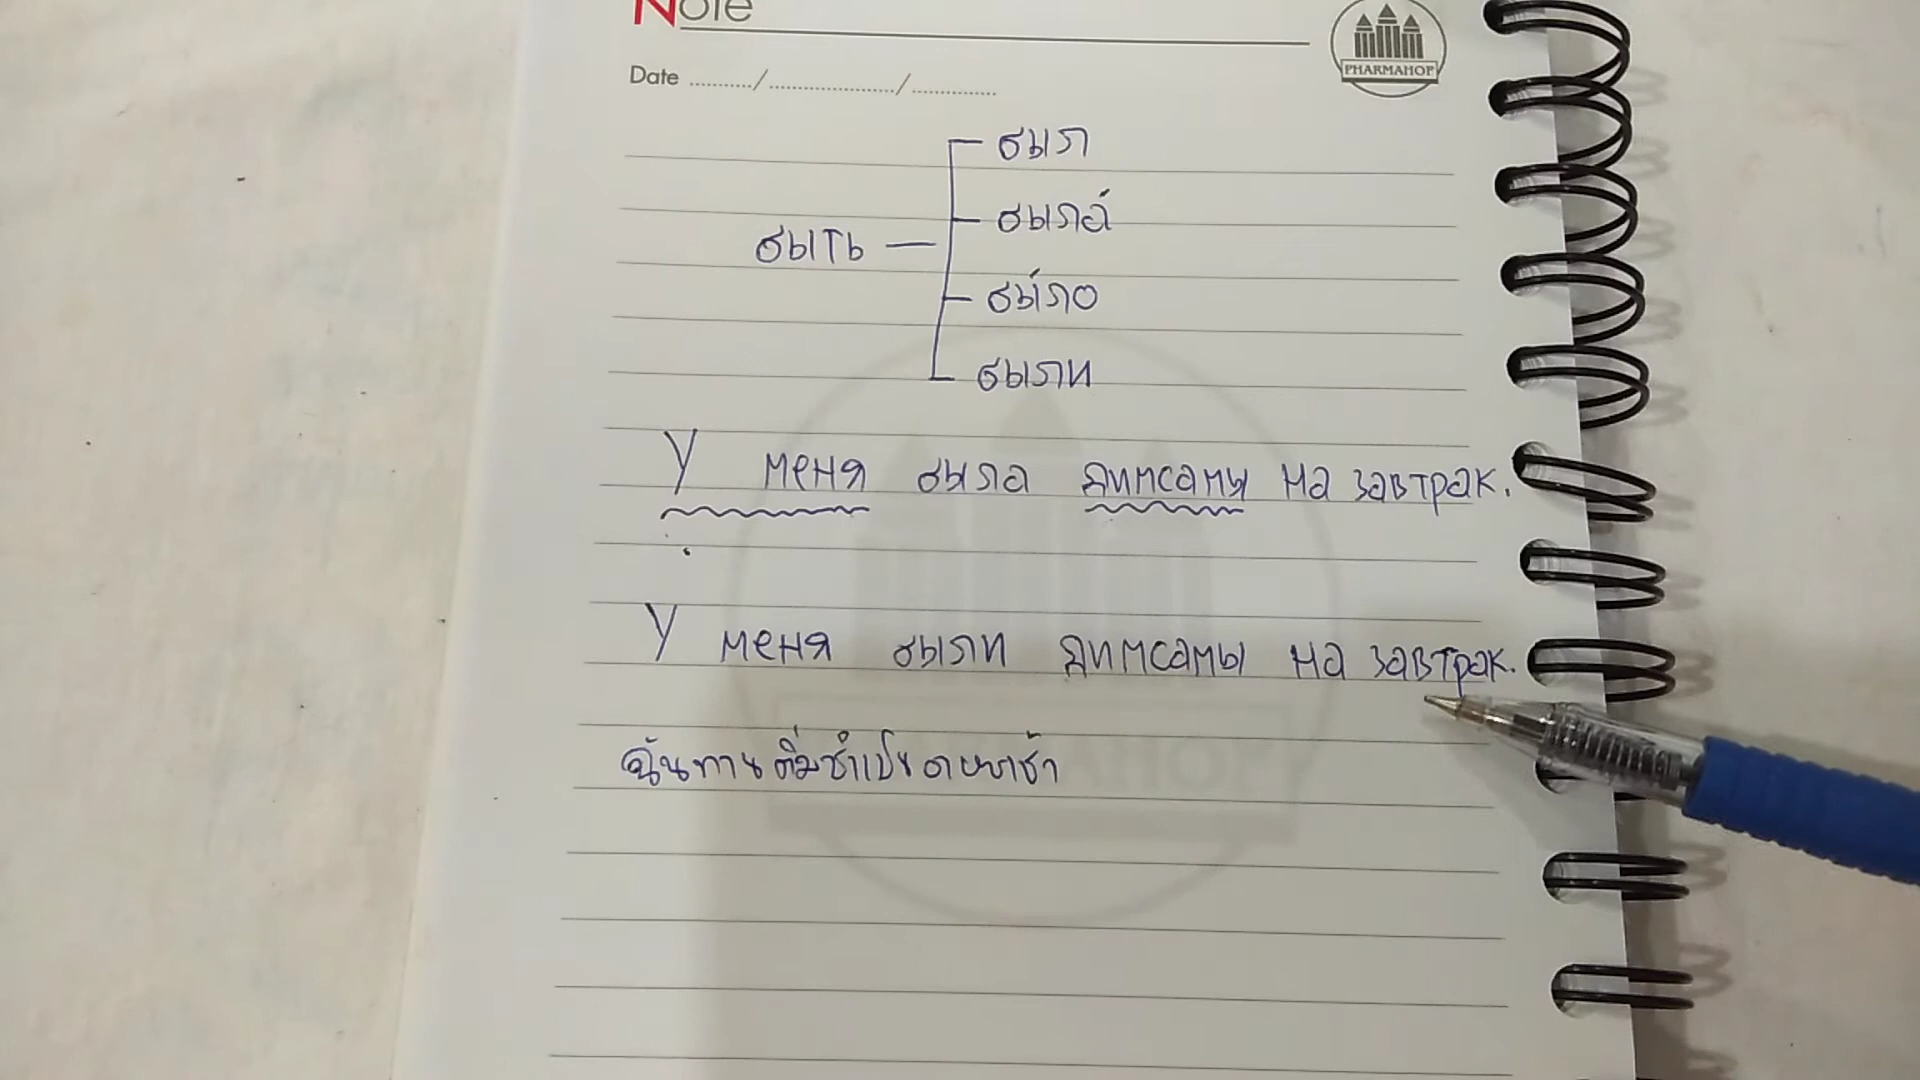 Note
PHARMAHOP
Date ........../...................../..............
был
была́
быть
бы́ло
были
У меня была димсамы на завтрак.
У меня были димсамы на завтрак.
ฉันทานติ่มซำเป็นอาหารเช้า